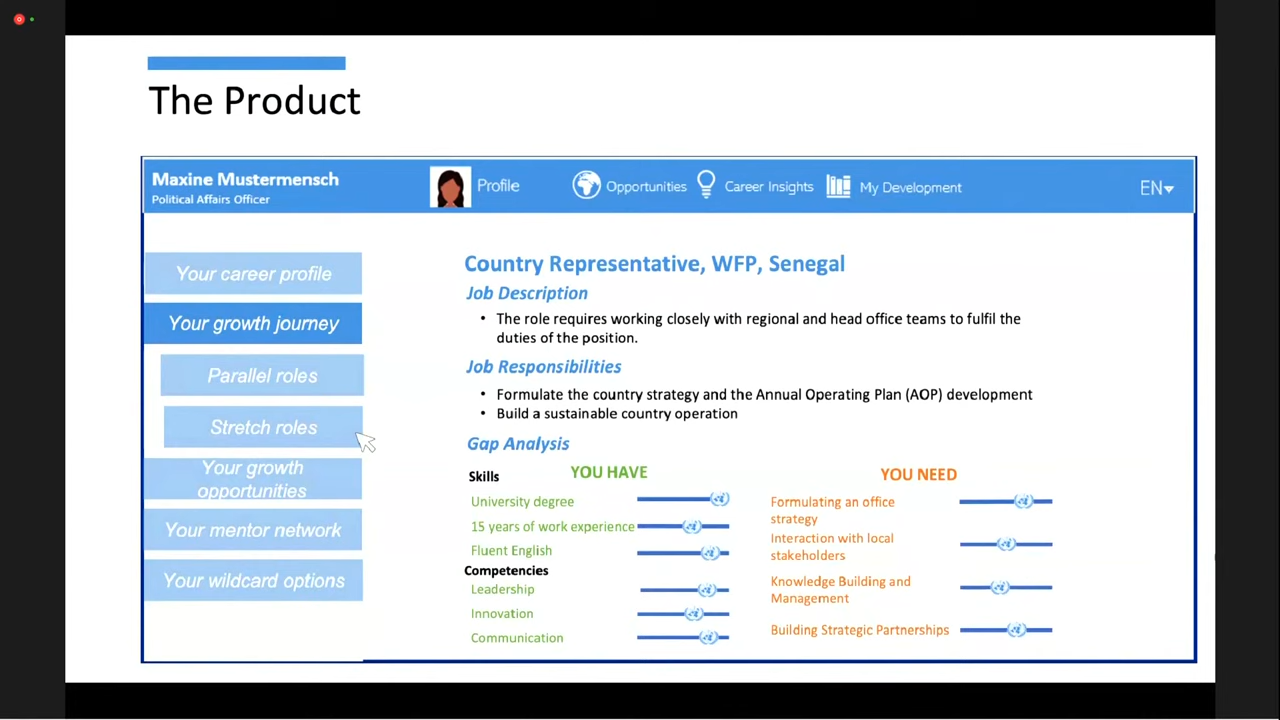 The Product
Maxine Mustermensch
Political Affairs Officer
Profile
Opportunities
Career Insights
My Development
EN
Your career profile
Your growth journey
Parallel roles
Stretch roles
Your growth
opportunities
Your mentor network
Your wildcard options
Country Representative, WFP, Senegal
Job Description
• The role requires working closely with regional and head office teams to fulfil the
duties of the position.
Job Responsibilities
• Formulate the country strategy and the Annual Operating Plan (AOP) development
• Build a sustainable country operation
Gap Analysis
Skills
YOU HAVE
University degree
15 years of work experience
Fluent English
Competencies
Leadership
Innovation
Communication
YOU NEED
Formulating an office
strategy
Interaction with local
stakeholders
Knowledge Building and
Management
Building Strategic Partnerships